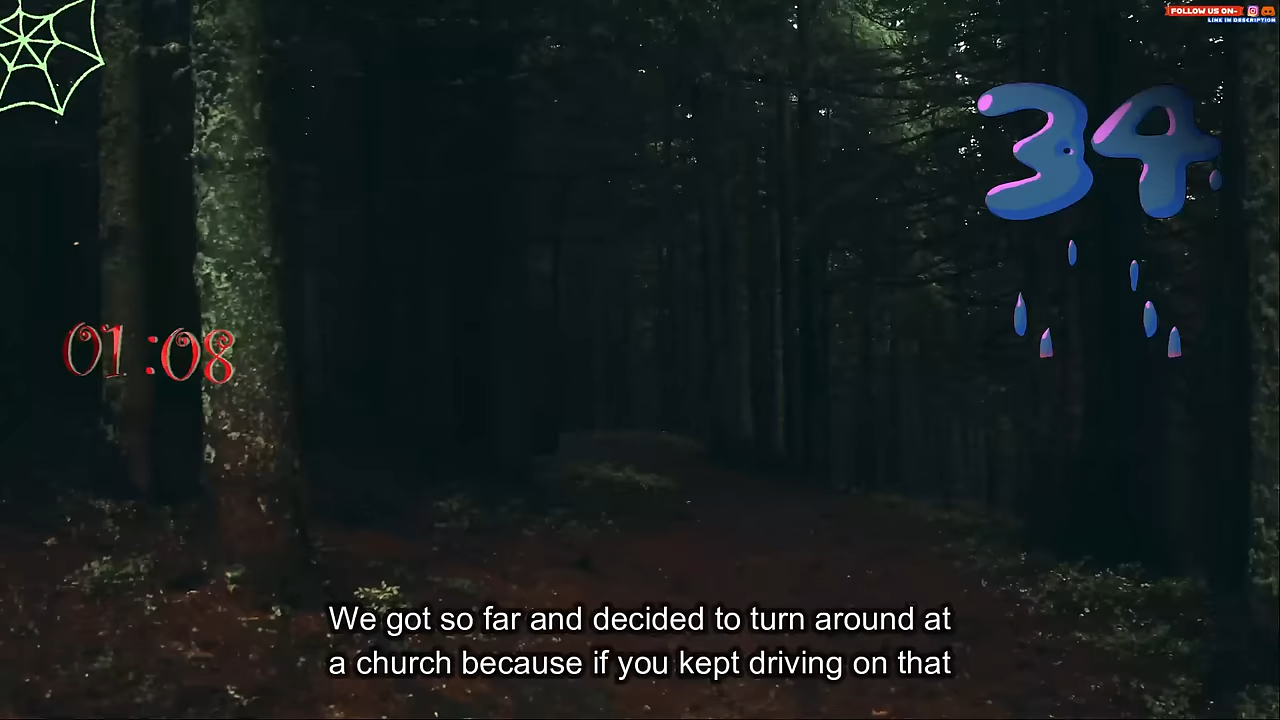 FOLLOW US ON-
LINK IN DESCRIPTION
34
01:08
We got so far and decided to turn around at
a church because if you kept driving on that